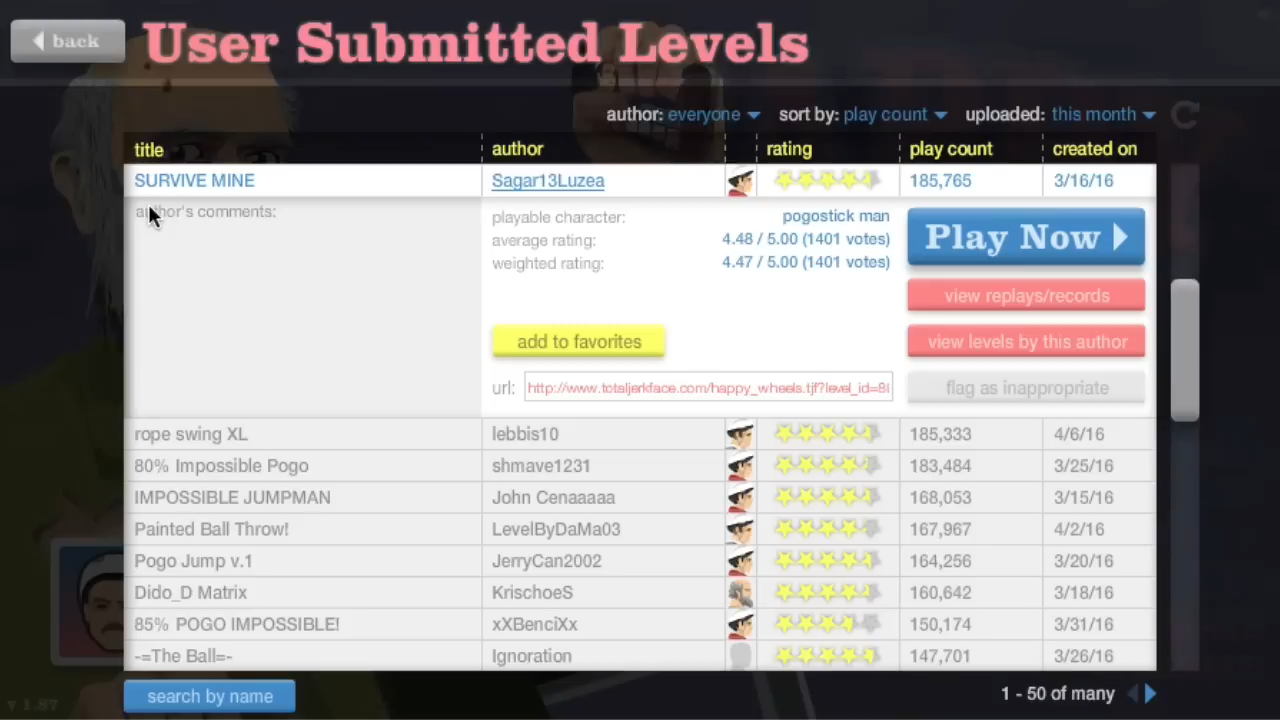 back
User Submitted Levels
author: everyone sort by: play count uploaded: this month
title author rating play count created on
SURVIVE MINE Sagar13Luzea 185,765 3/16/16
author's comments:
playable character: pogostick man
average rating: 4.48 / 5.00 (1401 votes)
weighted rating: 4.47 / 5.00 (1401 votes)
Play Now
view replays/records
add to favorites
view levels by this author
url: http://www.totaljerkface.com/happy_wheels.tjf?level_id=8
flag as inappropriate
rope swing XL lebbis10 185,333 4/6/16
80% Impossible Pogo shmave1231 183,484 3/25/16
IMPOSSIBLE JUMPMAN John Cenaaaaa 168,053 3/15/16
Painted Ball Throw! LevelByDaMa03 167,967 4/2/16
Pogo Jump v.1 JerryCan2002 164,256 3/20/16
Dido_D Matrix KrischoeS 160,642 3/18/16
85% POGO IMPOSSIBLE! xXBenciXx 150,174 3/31/16
-=The Ball=- Ignoration 147,701 3/26/16
search by name
1 - 50 of many
v 1.87